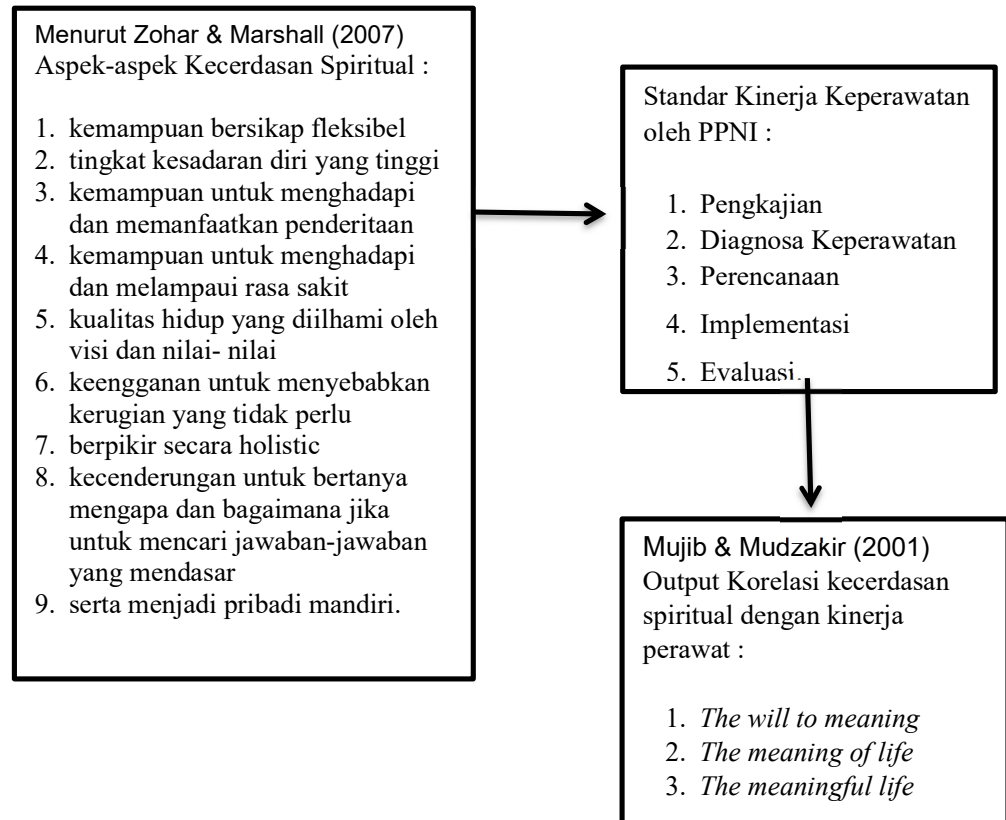 Menurut Zohar & Marshall (2007)
Aspek-aspek Kecerdasan Spiritual :
1. kemampuan bersikap fleksibel
2. tingkat kesadaran diri yang tinggi
3. kemampuan untuk menghadapi
dan memanfaatkan penderitaan
4. kemampuan untuk menghadapi
dan melampaui rasa sakit
5. kualitas hidup yang diilhami oleh
visi dan nilai- nilai
6. keengganan untuk menyebabkan
kerugian yang tidak perlu
7. berpikir secara holistic
8. kecenderungan untuk bertanya
mengapa dan bagaimana jika
untuk mencari jawaban-jawaban
yang mendasar
9. serta menjadi pribadi mandiri.
Standar Kinerja Keperawatan
oleh PPNI :
1. Pengkajian
2. Diagnosa Keperawatan
3. Perencanaan
4. Implementasi
5. Evaluasi.
Mujib & Mudzakir (2001)
Output Korelasi kecerdasan
spiritual dengan kinerja
perawat :
1. The will to meaning
2. The meaning of life
3. The meaningful life